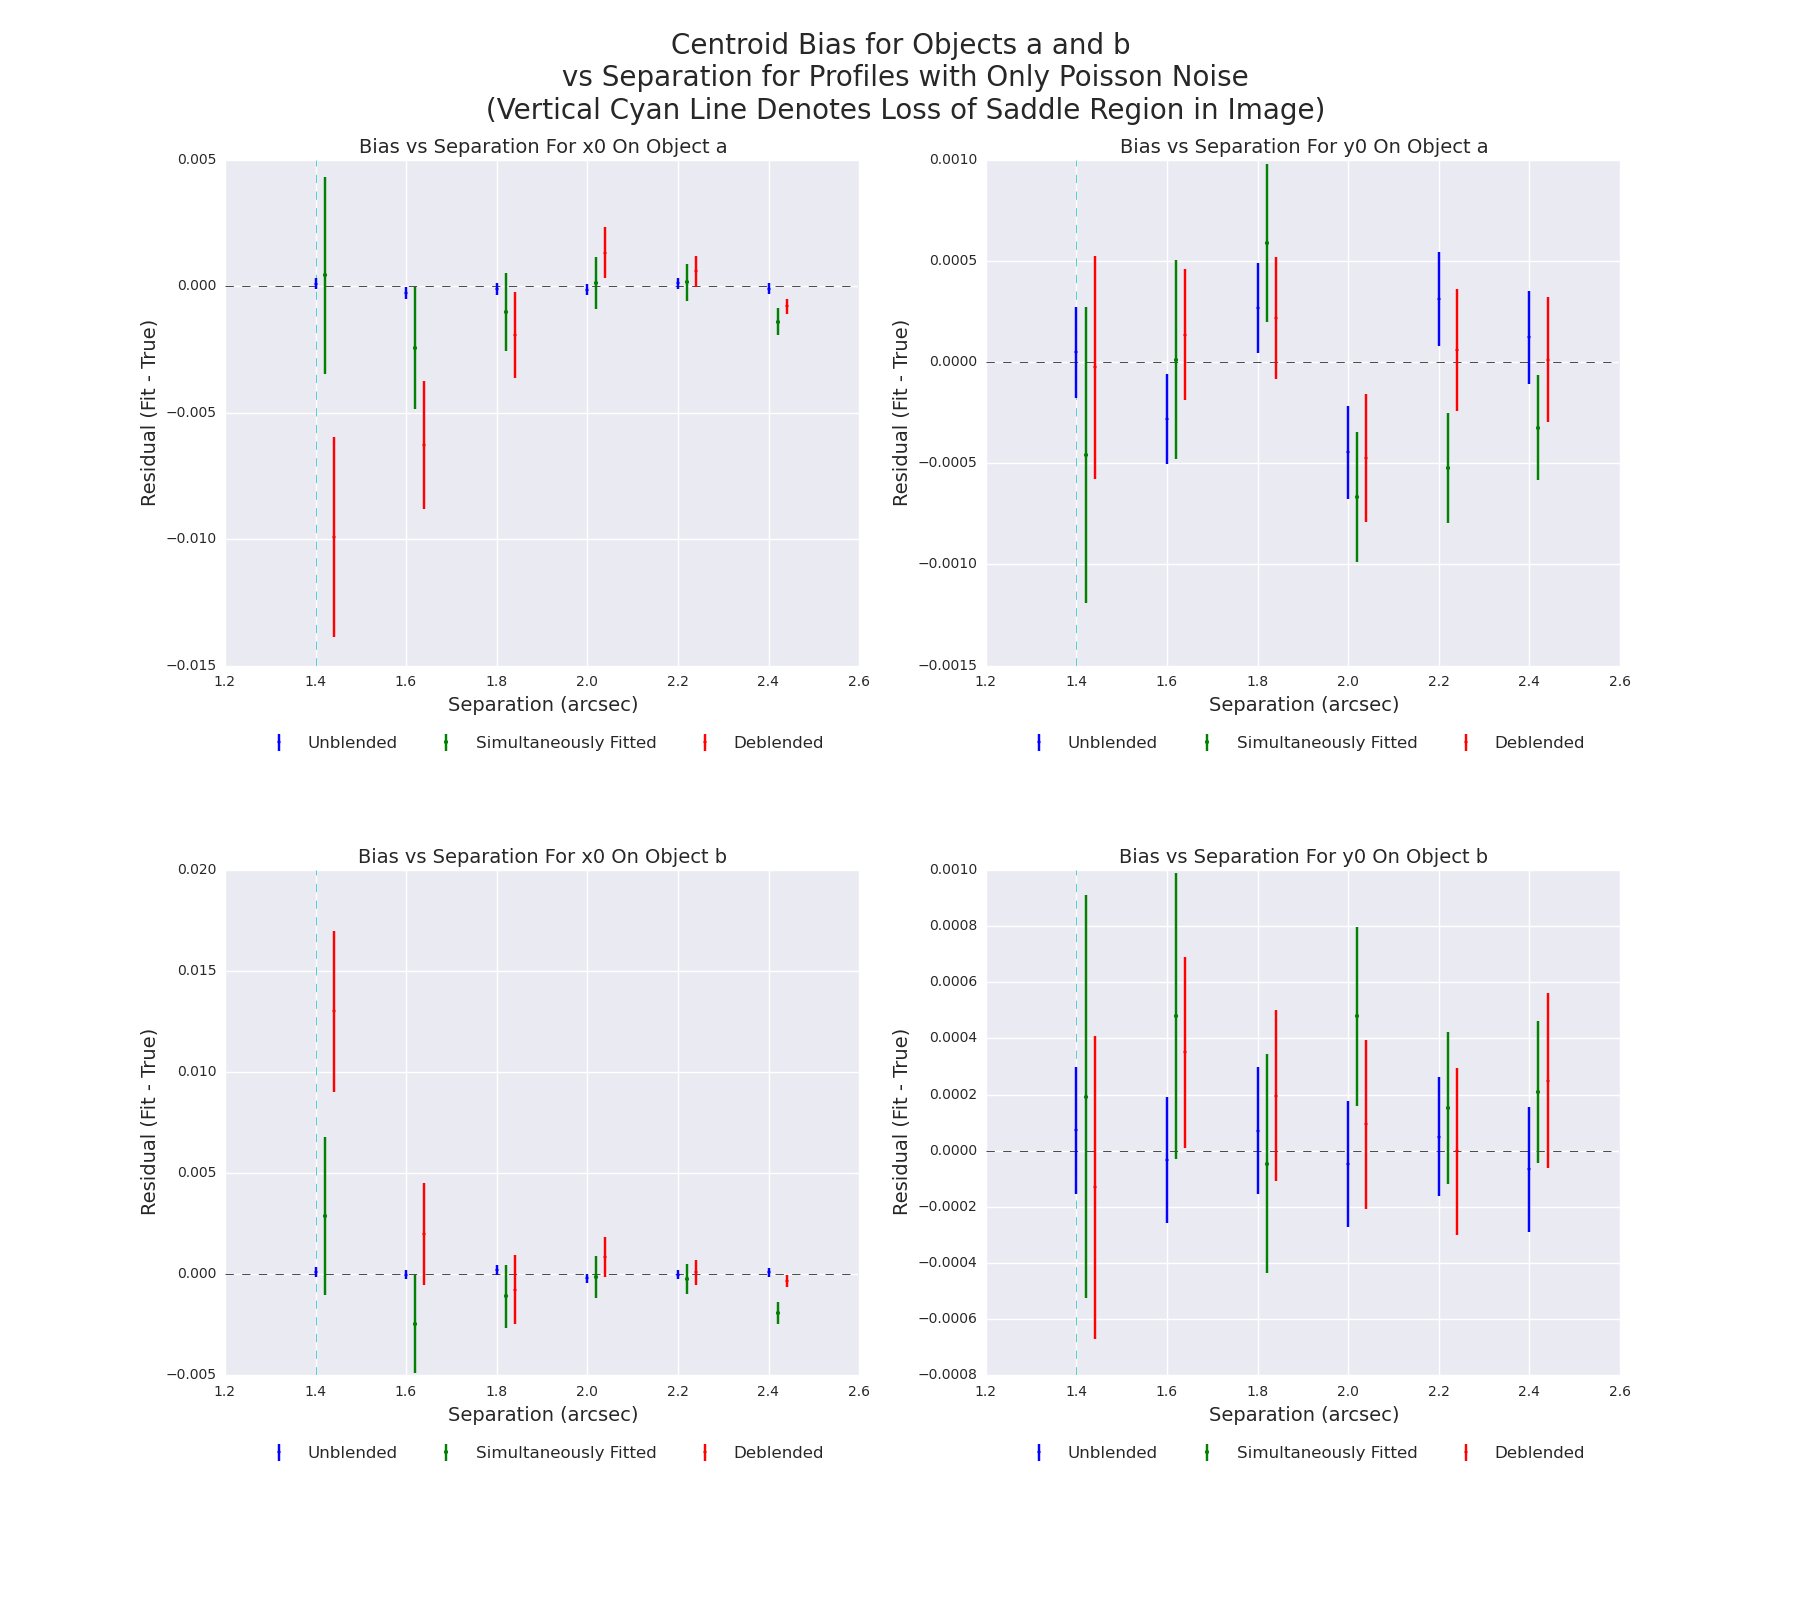 Centroid Bias for Objects a and b
vs Separation for Profiles with Only Poisson Noise
(Vertical Cyan Line Denotes Loss of Saddle Region in Image)
Bias vs Separation For x0 On Object a
0.005
0.000
−0.005
−0.010
−0.015
Residual (Fit - True)
1.2 1.4 1.6 1.8 2.0 2.2 2.4 2.6
Separation (arcsec)
Unblended Simultaneously Fitted Deblended
Bias vs Separation For y0 On Object a
0.0010
0.0005
0.0000
−0.0005
−0.0010
−0.0015
Residual (Fit - True)
1.2 1.4 1.6 1.8 2.0 2.2 2.4 2.6
Separation (arcsec)
Unblended Simultaneously Fitted Deblended
Bias vs Separation For x0 On Object b
0.020
0.015
0.010
0.005
0.000
−0.005
Residual (Fit - True)
1.2 1.4 1.6 1.8 2.0 2.2 2.4 2.6
Separation (arcsec)
Unblended Simultaneously Fitted Deblended
Bias vs Separation For y0 On Object b
0.0010
0.0008
0.0006
0.0004
0.0002
0.0000
−0.0002
−0.0004
−0.0006
−0.0008
Residual (Fit - True)
1.2 1.4 1.6 1.8 2.0 2.2 2.4 2.6
Separation (arcsec)
Unblended Simultaneously Fitted Deblended